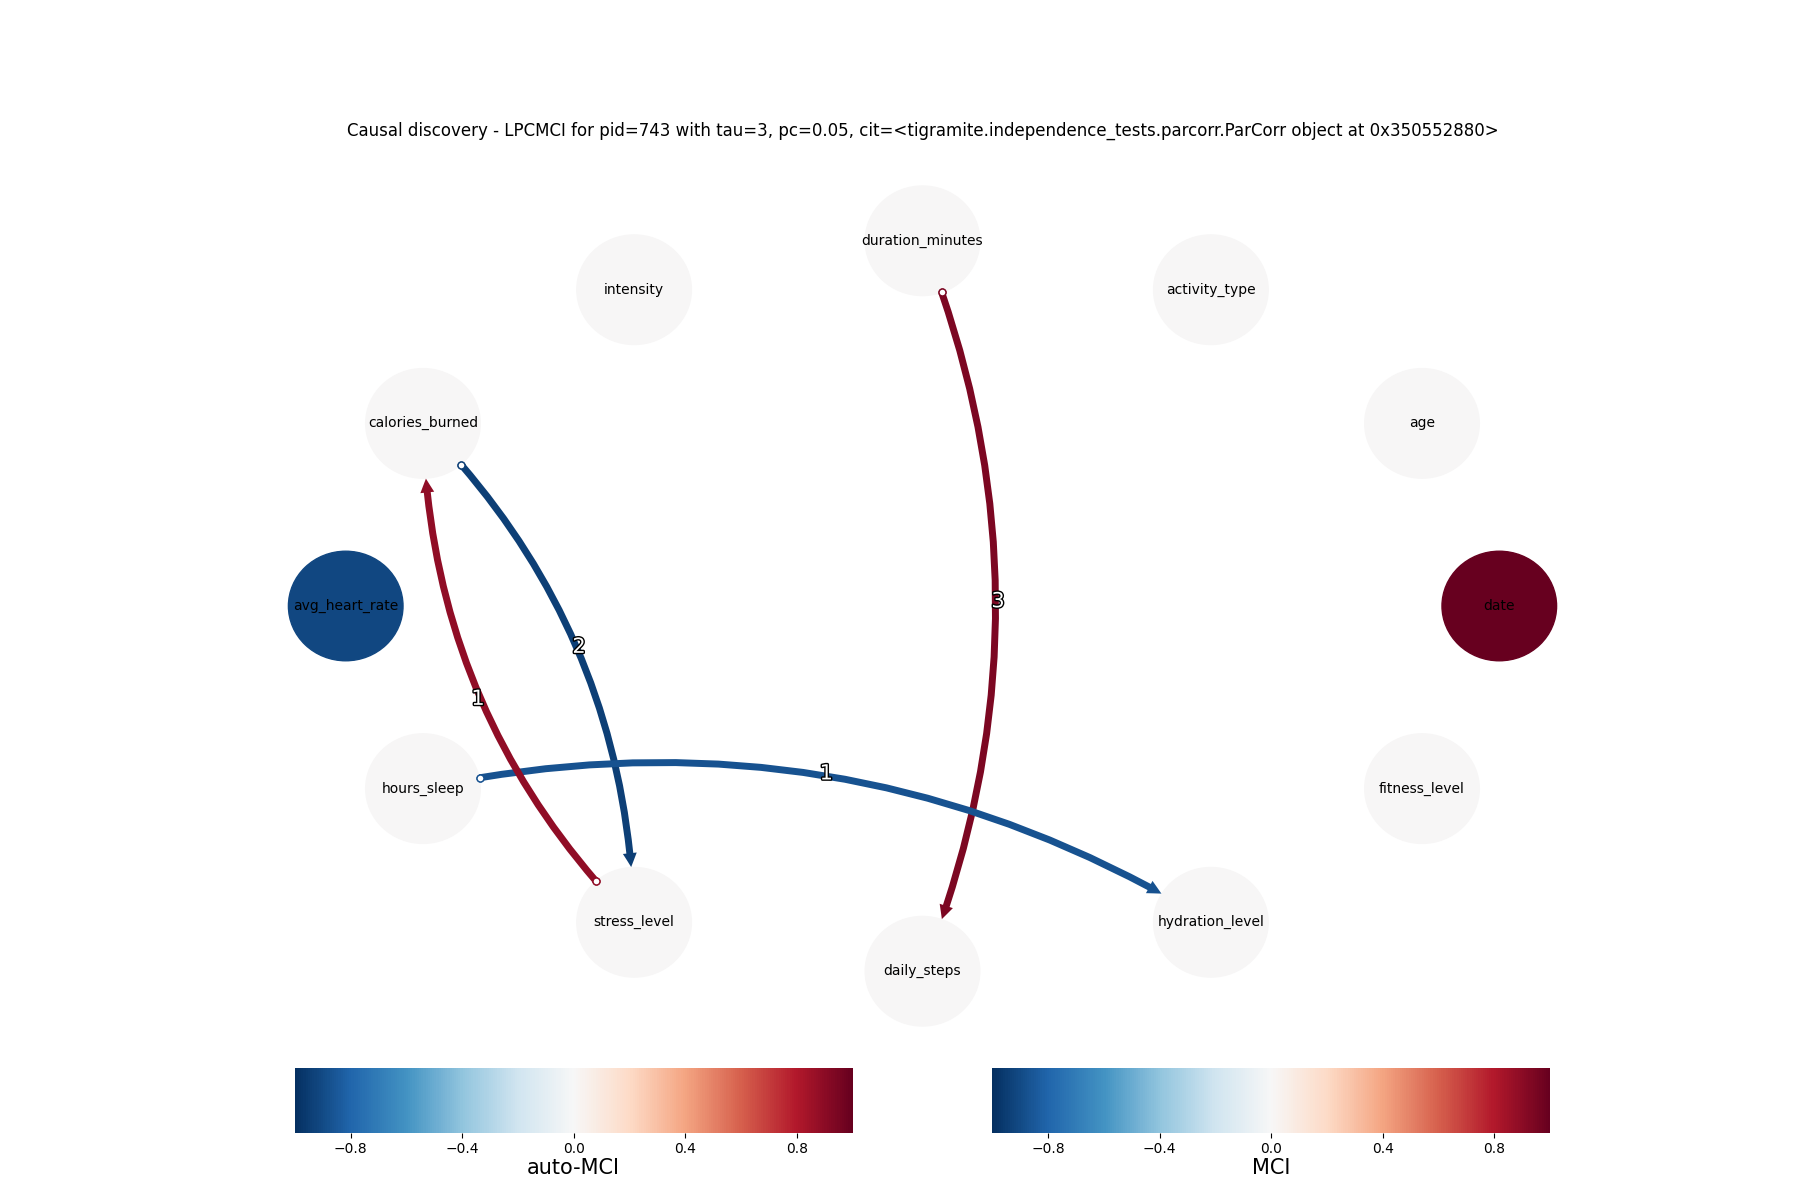 Causal discovery - LPCMCI for pid=743 with tau=3, pc=0.05, cit=<tigramite.independence_tests.parcorr.ParCorr object at 0x350552880>
duration_minutes
intensity
activity_type
calories_burned
age
3
avg_heart_rate
date
2
1
1
hours_sleep
fitness_level
stress_level
hydration_level
daily_steps
−0.8 −0.4 0.0 0.4 0.8
auto-MCI
−0.8 −0.4 0.0 0.4 0.8
MCI